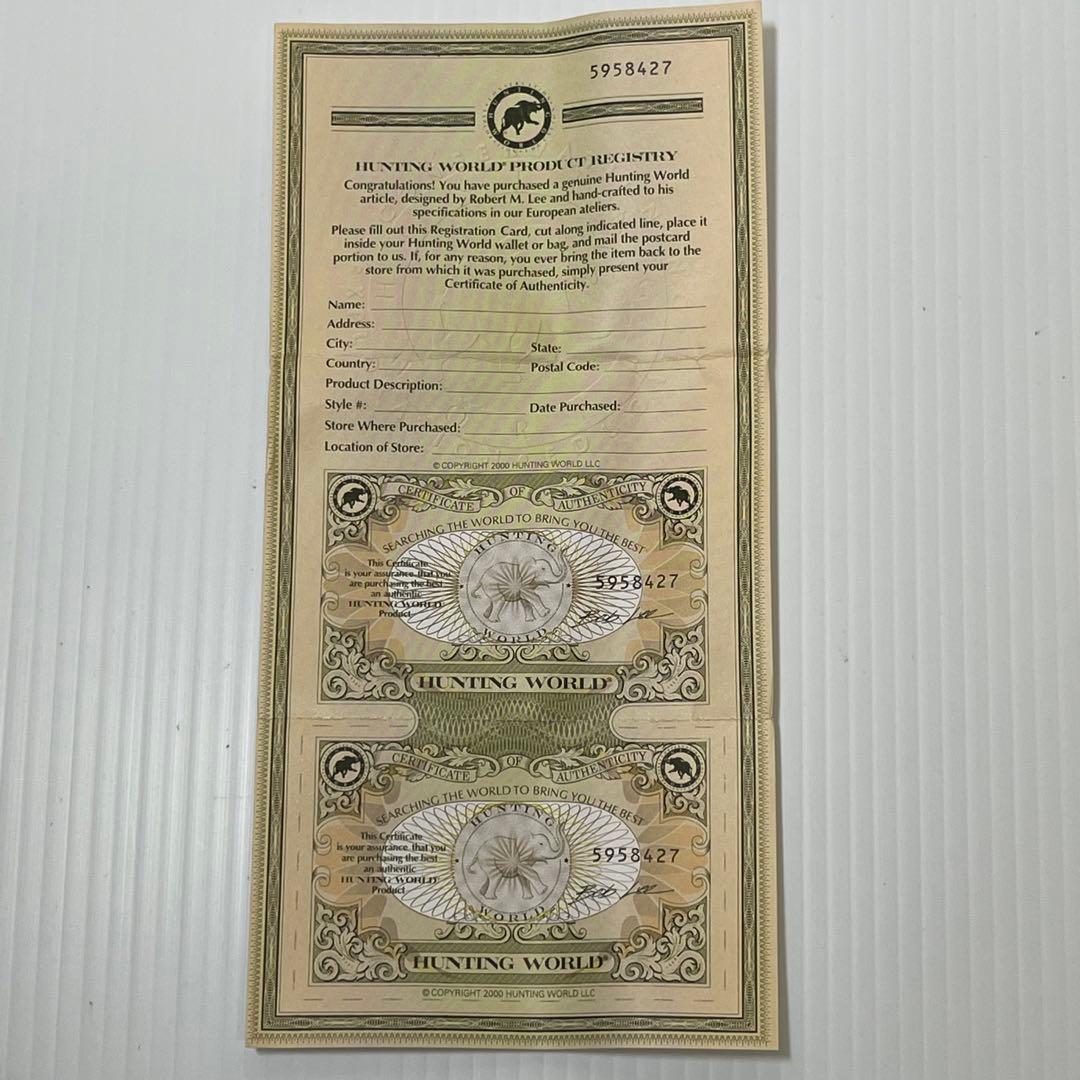 5958427
HUNTING WORLD
HUNTING WORLD® PRODUCT REGISTRY
Congratulations! You have purchased a genuine Hunting World
article, designed by Robert M. Lee and hand-crafted to his
specifications in our European ateliers.
Please fill out this Registration Card, cut along indicated line, place it
inside your Hunting World wallet or bag, and mail the postcard
portion to us. If, for any reason, you ever bring the item back to the
store from which it was purchased, simply present your
Certificate of Authenticity.
Name:
Address:
City: State:
Country: Postal Code:
Product Description:
Style #: Date Purchased:
Store Where Purchased:
Location of Store:
© COPYRIGHT 2000 HUNTING WORLD LLC
CERTIFICATE OF AUTHENTICITY
SEARCHING THE WORLD TO BRING YOU THE BEST
This Certificate
is your assurance that you
are purchasing the best
an authentic
HUNTING WORLD
Product
HUNTING
WORLD
5958427
Bob Lee
HUNTING WORLD®
CERTIFICATE OF AUTHENTICITY
SEARCHING THE WORLD TO BRING YOU THE BEST
This Certificate
is your assurance that you
are purchasing the best
an authentic
HUNTING WORLD
Product
HUNTING
WORLD
5958427
Bob Lee
HUNTING WORLD®
© COPYRIGHT 2000 HUNTING WORLD LLC